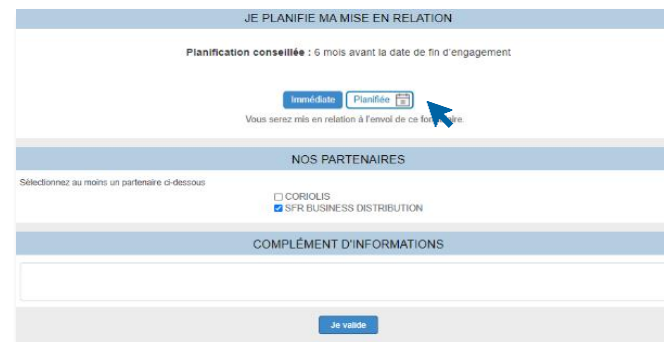 JE PLANIFIE MA MISE EN RELATION
Planification conseillée : 6 mois avant la date de fin d'engagement
Immédiate Planifiée
Vous serez mis en relation à l'envoi de ce formulaire.
NOS PARTENAIRES
Sélectionnez au moins un partenaire ci-dessous
CORIOLIS
SFR BUSINESS DISTRIBUTION
COMPLÉMENT D'INFORMATIONS
Je valide